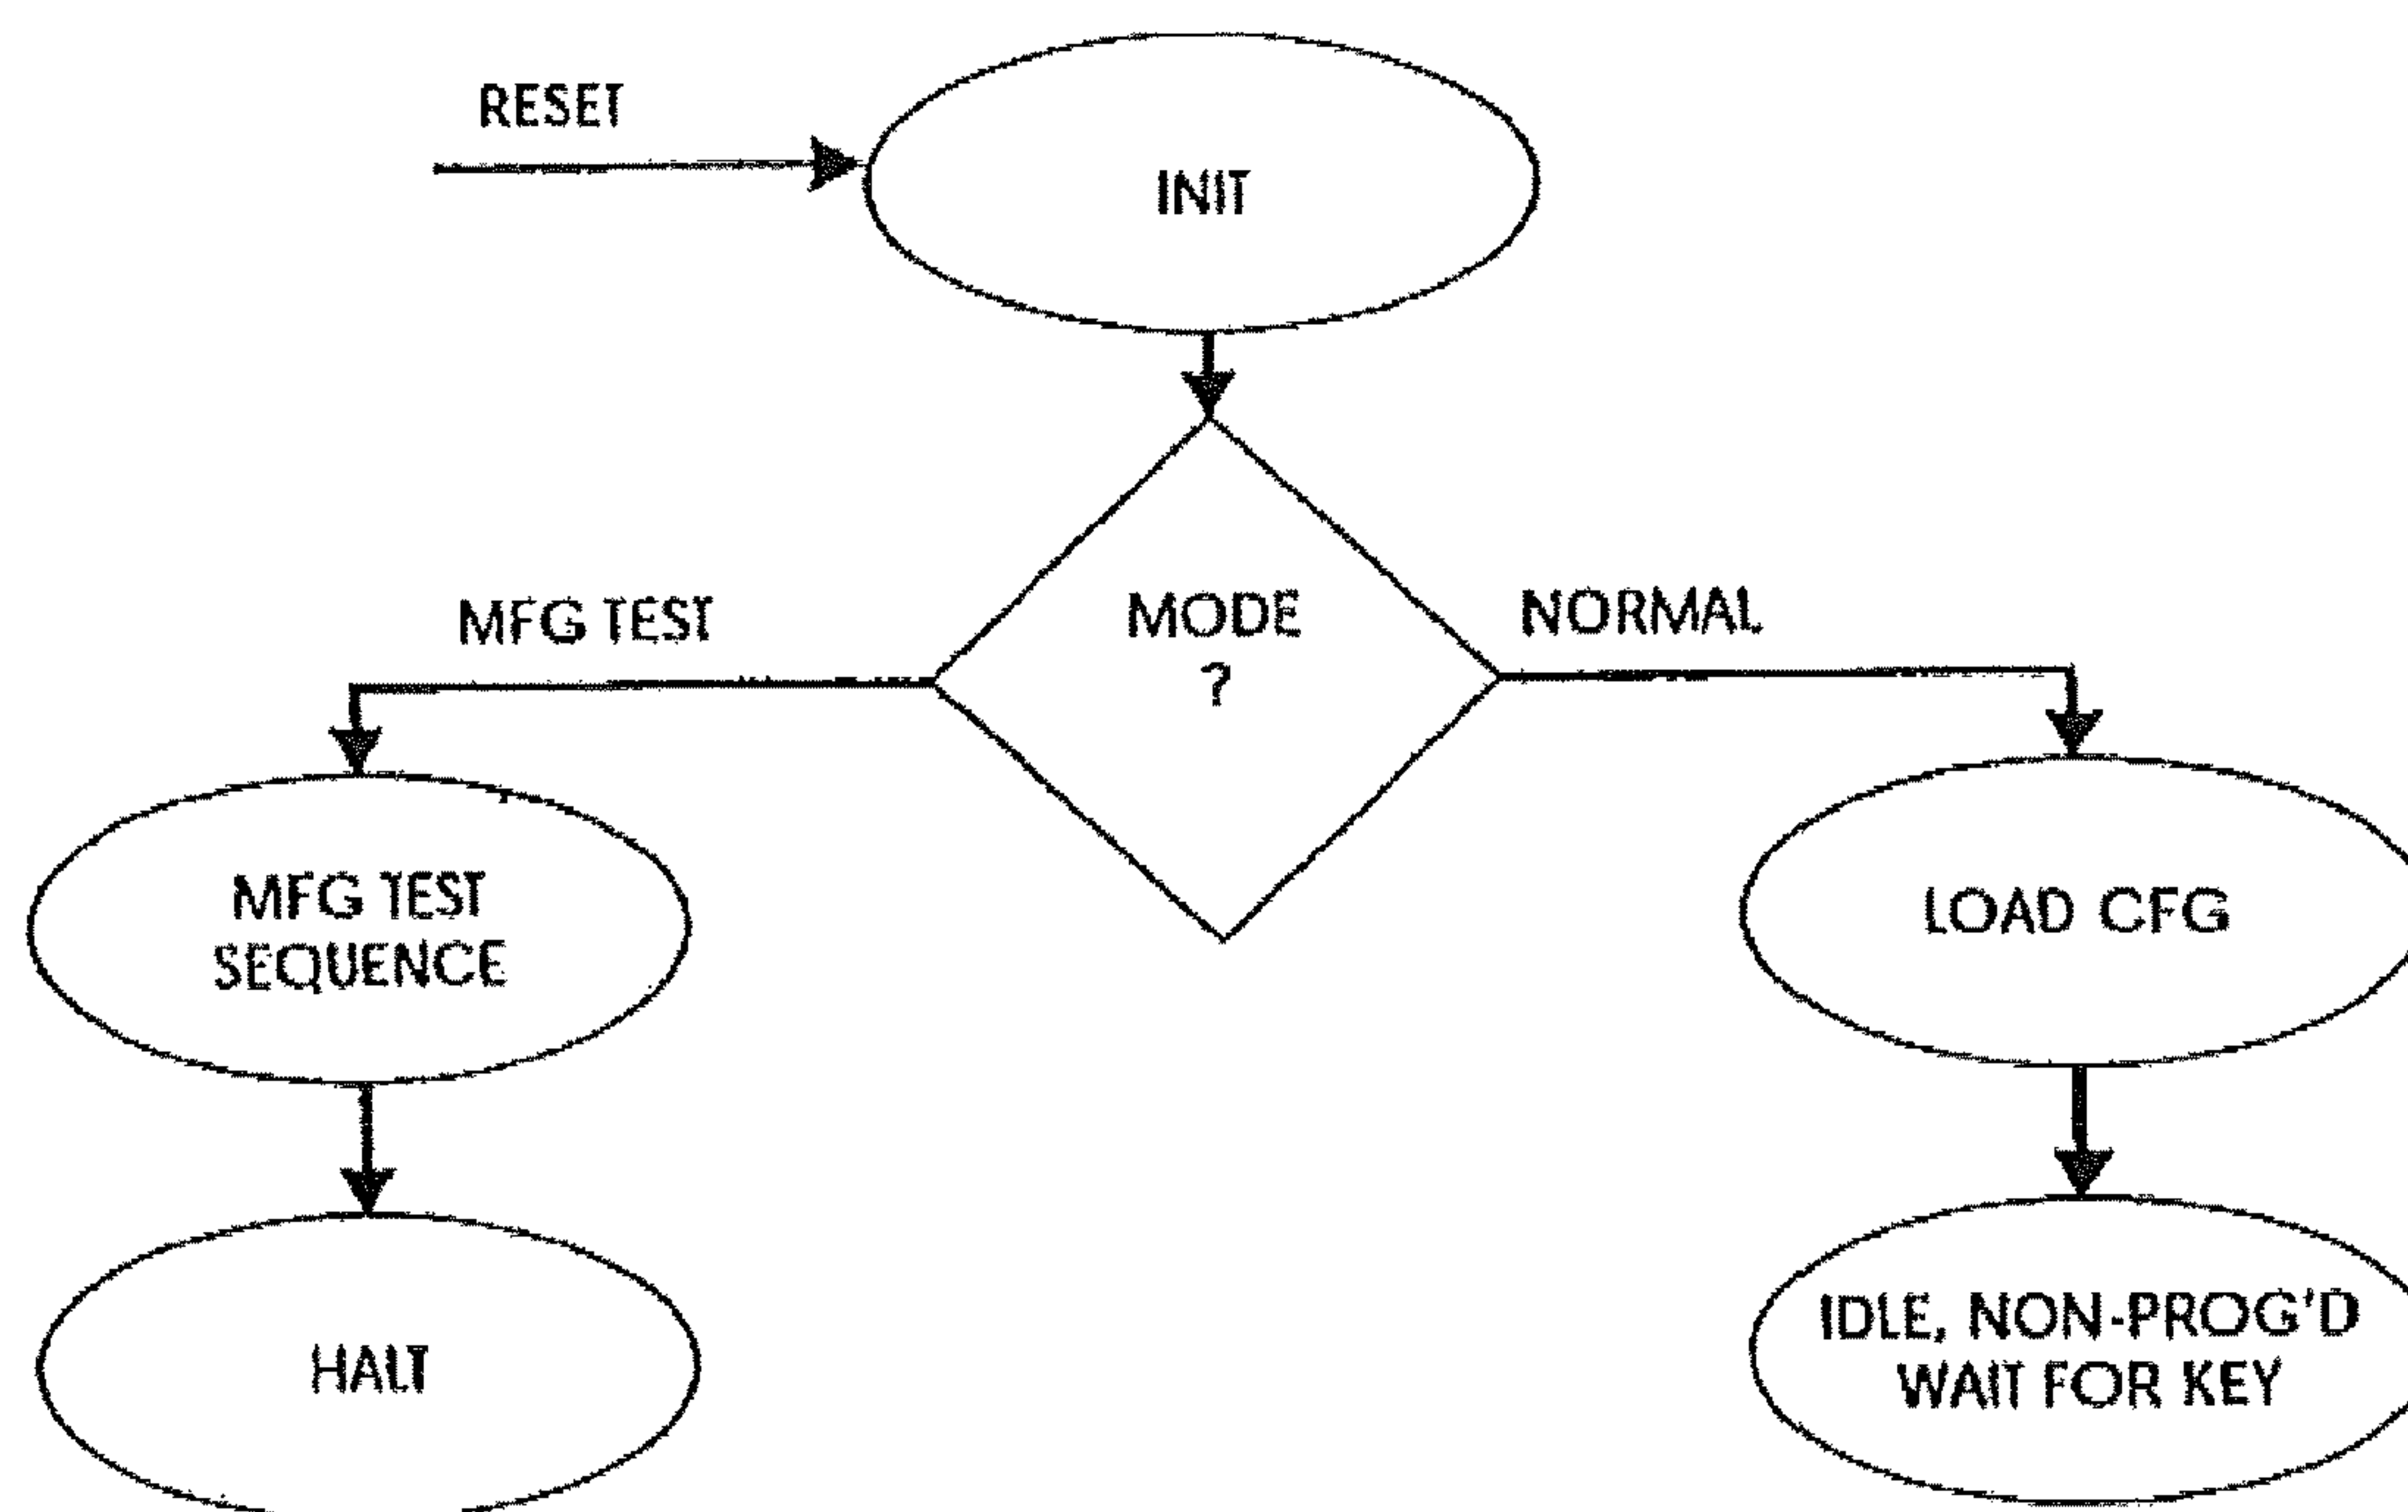 RESET
INIT
MODE
?
MFG TEST
NORMAL
MFG TEST
SEQUENCE
LOAD CFG
HALT
IDLE, NON-PROG'D
WAIT FOR KEY